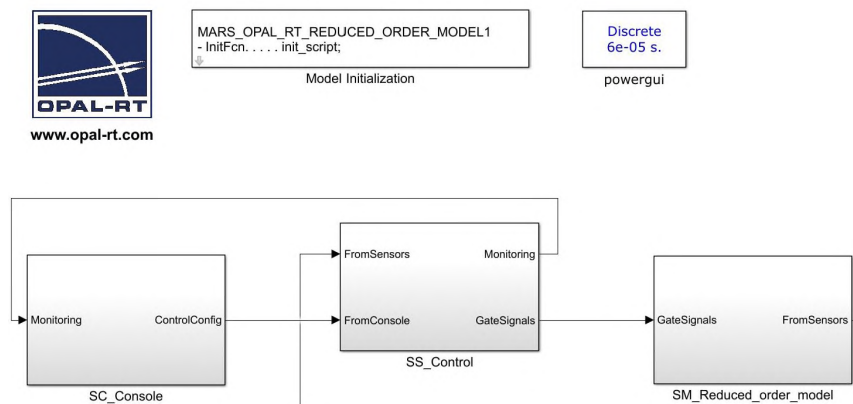 OPAL-RT
www.opal-rt.com
MARS_OPAL_RT_REDUCED_ORDER_MODEL1
- InitFcn. . . . . init_script;
Model Initialization
Discrete
6e-05 s.
powergui
Monitoring
ControlConfig
SC_Console
FromSensors
Monitoring
FromConsole
GateSignals
SS_Control
GateSignals
FromSensors
SM_Reduced_order_model